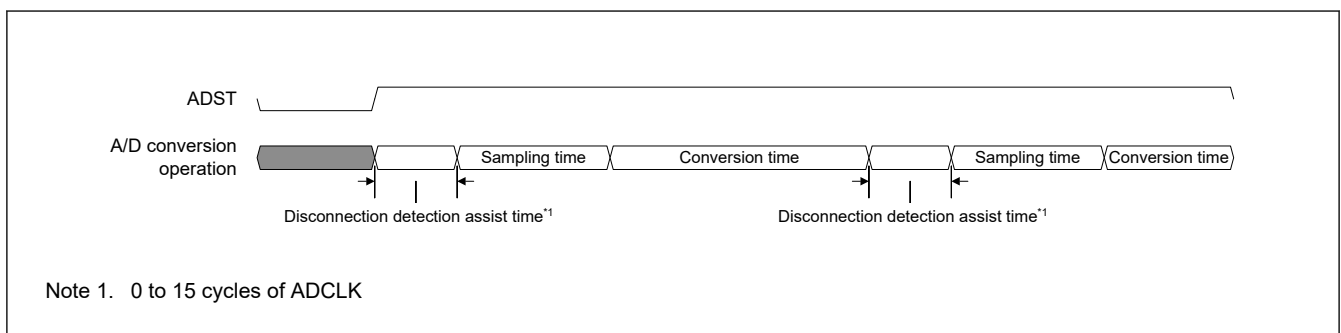 ADST
A/D conversion
operation
Sampling time
Conversion time
Sampling time
Conversion time
Disconnection detection assist time*1
Disconnection detection assist time*1
Note 1. 0 to 15 cycles of ADCLK